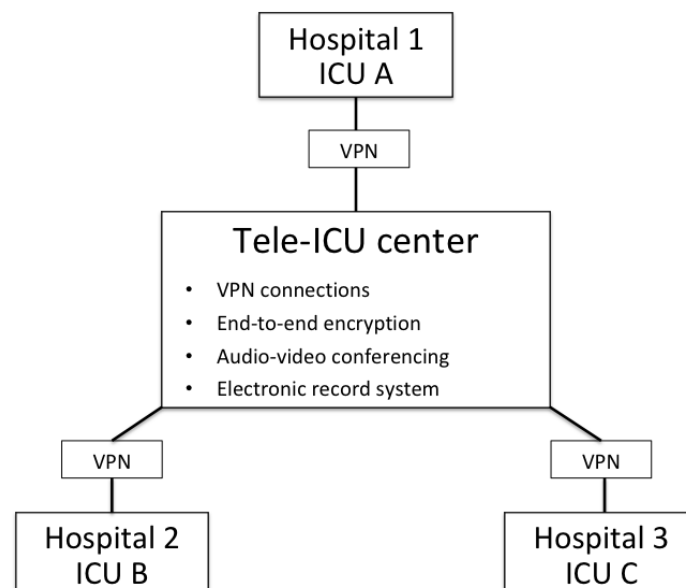 Hospital 1
ICU A
VPN
Tele-ICU center
• VPN connections
• End-to-end encryption
• Audio-video conferencing
• Electronic record system
VPN
VPN
Hospital 2
ICU B
Hospital 3
ICU C